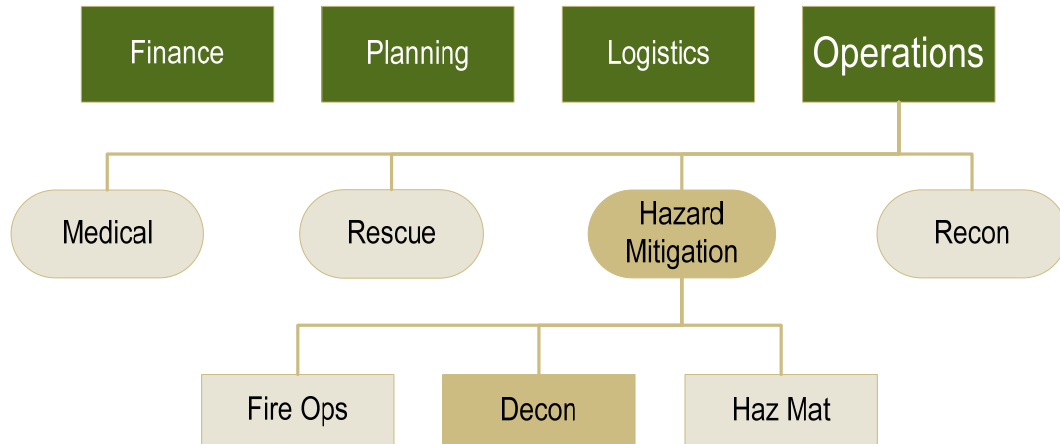 Finance
Planning
Logistics
Operations
Medical
Rescue
Hazard
Mitigation
Recon
Fire Ops
Decon
Haz Mat